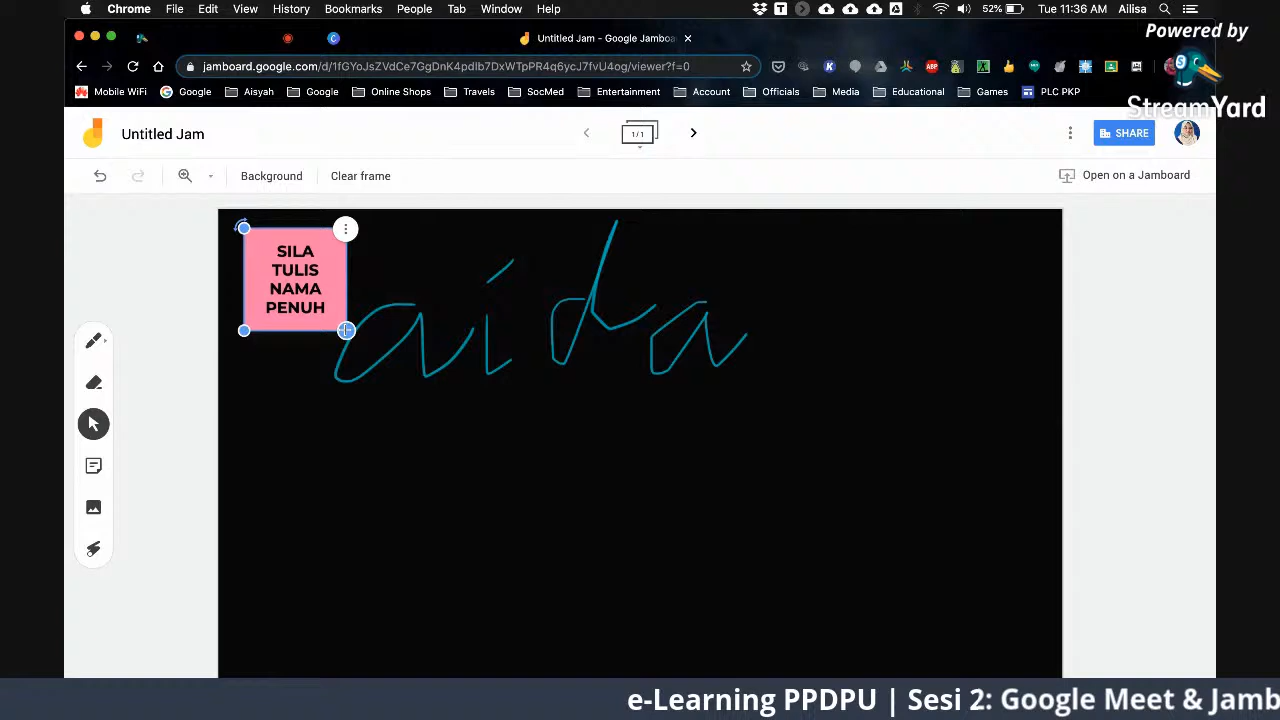 Chrome File Edit View History Bookmarks People Tab Window Help 52% Tue 11:36 AM Ailisa
Powered by
StreamYard
Untitled Jam - Google Jamboa
jamboard.google.com/d/1fGYoJsZVdCe7GgDnK4pdIb7DxWTpPR4q6ycJ7fvU4og/viewer?f=0
Mobile WiFi Google Aisyah Google Online Shops Travels SocMed Entertainment Account Officials Media Educational Games PLC PKP
Untitled Jam 1/1 SHARE
Background Clear frame Open on a Jamboard
SILA
TULIS
NAMA
PENUH
aida
e-Learning PPDPU | Sesi 2: Google Meet & Jamb